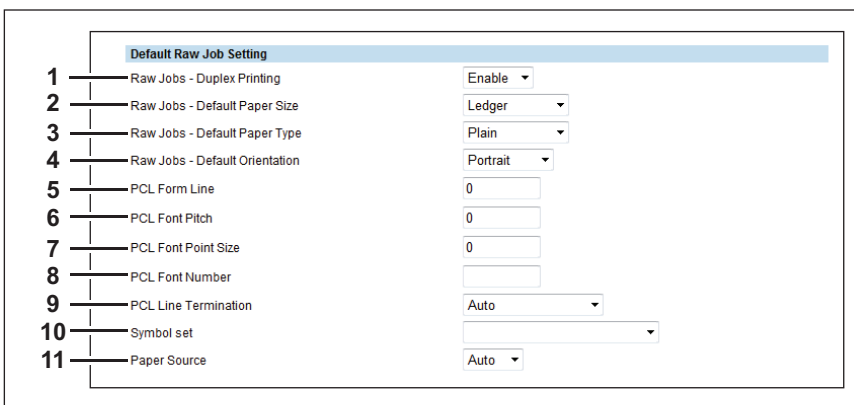 Default Raw Job Setting
1 Raw Jobs - Duplex Printing Enable
2 Raw Jobs - Default Paper Size Ledger
3 Raw Jobs - Default Paper Type Plain
4 Raw Jobs - Default Orientation Portrait
5 PCL Form Line 0
6 PCL Font Pitch 0
7 PCL Font Point Size 0
8 PCL Font Number
9 PCL Line Termination Auto
10 Symbol set
11 Paper Source Auto